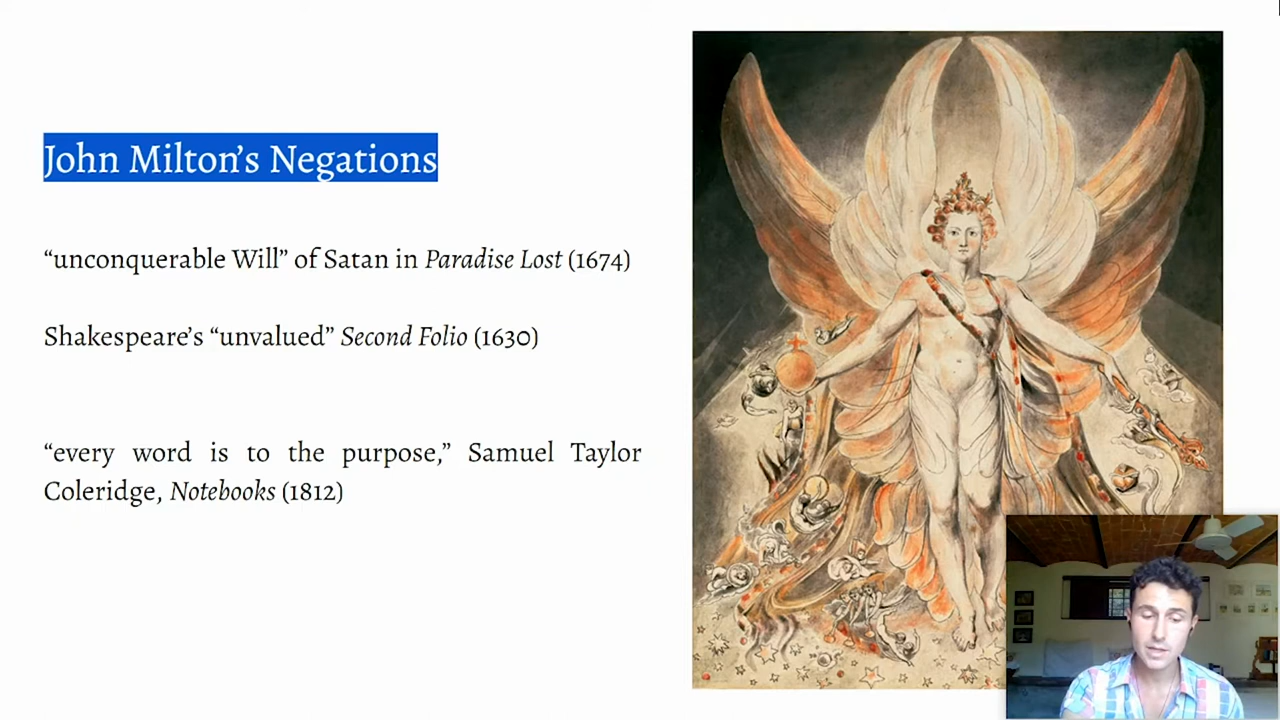 John Milton’s Negations
“unconquerable Will” of Satan in Paradise Lost (1674)
Shakespeare’s “unvalued” Second Folio (1630)
“every word is to the purpose,” Samuel Taylor
Coleridge, Notebooks (1812)